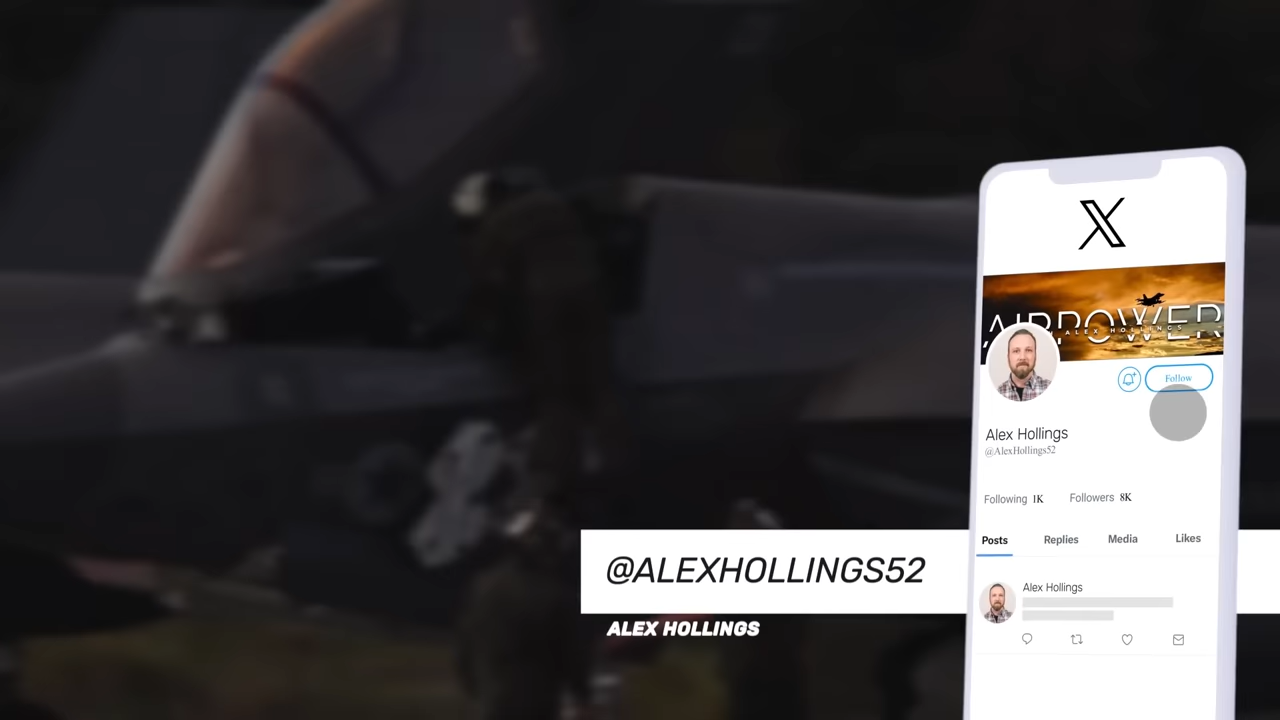 X
AIRPOWER
ALEX HOLLINGS
Follow
Alex Hollings
@AlexHollings52
Following 1K Followers 8K
Posts Replies Media Likes
Alex Hollings
@ALEXHOLLINGS52
ALEX HOLLINGS